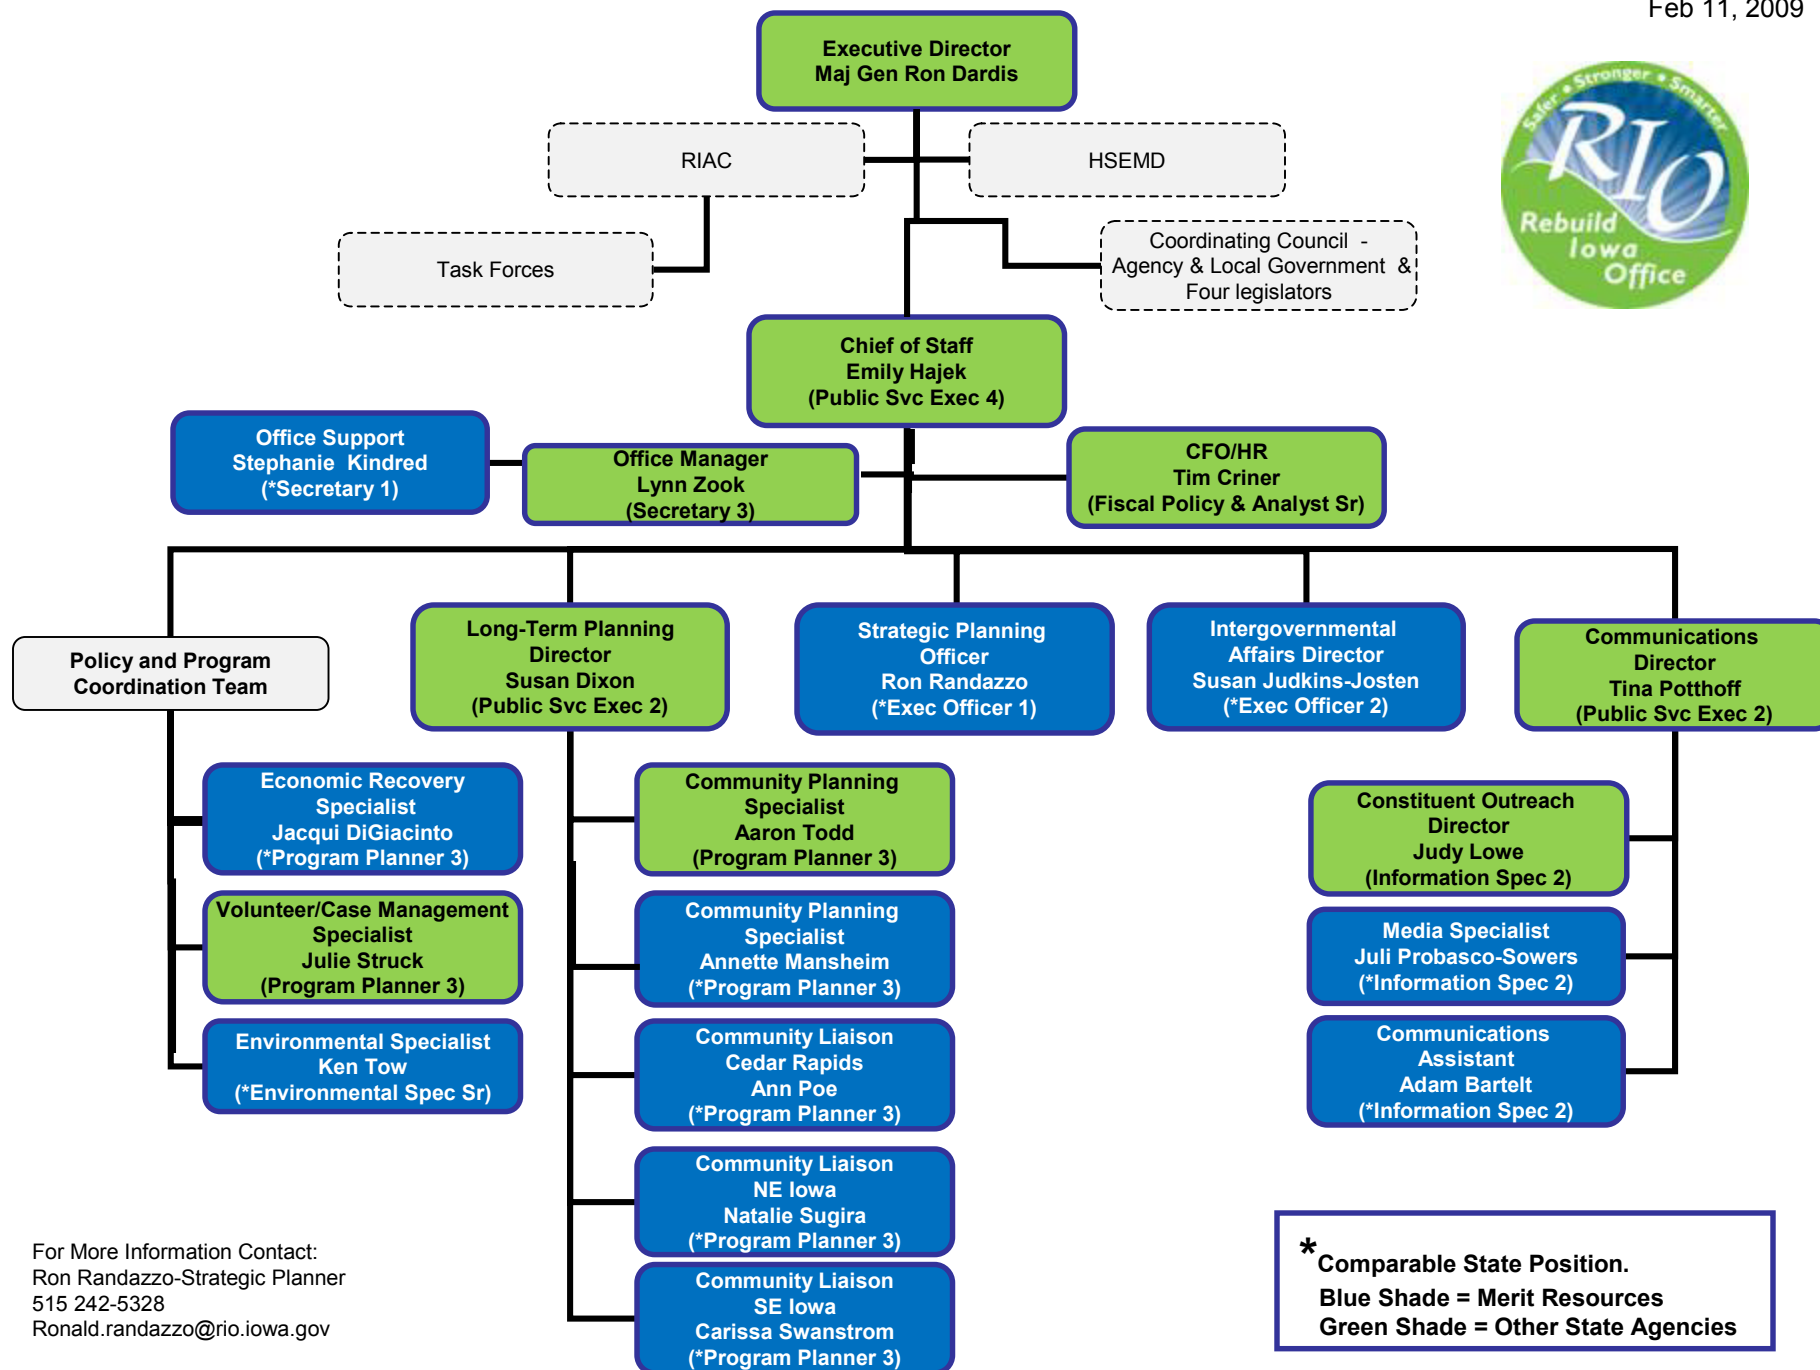 Feb 11, 2009
Executive Director
Maj Gen Ron Dardis
Safer • Stronger • Smarter
RIO
Rebuild
Iowa
Office
RIAC
HSEMD
Task Forces
Coordinating Council -
Agency & Local Government &
Four legislators
Chief of Staff
Emily Hajek
(Public Svc Exec 4)
Office Support
Stephanie Kindred
(*Secretary 1)
Office Manager
Lynn Zook
(Secretary 3)
CFO/HR
Tim Criner
(Fiscal Policy & Analyst Sr)
Policy and Program
Coordination Team
Long-Term Planning
Director
Susan Dixon
(Public Svc Exec 2)
Strategic Planning
Officer
Ron Randazzo
(*Exec Officer 1)
Intergovernmental
Affairs Director
Susan Judkins-Josten
(*Exec Officer 2)
Communications
Director
Tina Potthoff
(Public Svc Exec 2)
Economic Recovery
Specialist
Jacqui DiGiacinto
(*Program Planner 3)
Volunteer/Case Management
Specialist
Julie Struck
(Program Planner 3)
Environmental Specialist
Ken Tow
(*Environmental Spec Sr)
Community Planning
Specialist
Aaron Todd
(Program Planner 3)
Community Planning
Specialist
Annette Mansheim
(*Program Planner 3)
Community Liaison
Cedar Rapids
Ann Poe
(*Program Planner 3)
Community Liaison
NE Iowa
Natalie Sugira
(*Program Planner 3)
Community Liaison
SE Iowa
Carissa Swanstrom
(*Program Planner 3)
Constituent Outreach
Director
Judy Lowe
(Information Spec 2)
Media Specialist
Juli Probasco-Sowers
(*Information Spec 2)
Communications
Assistant
Adam Bartelt
(*Information Spec 2)
For More Information Contact:
Ron Randazzo-Strategic Planner
515 242-5328
Ronald.randazzo@rio.iowa.gov
*Comparable State Position.
Blue Shade = Merit Resources
Green Shade = Other State Agencies